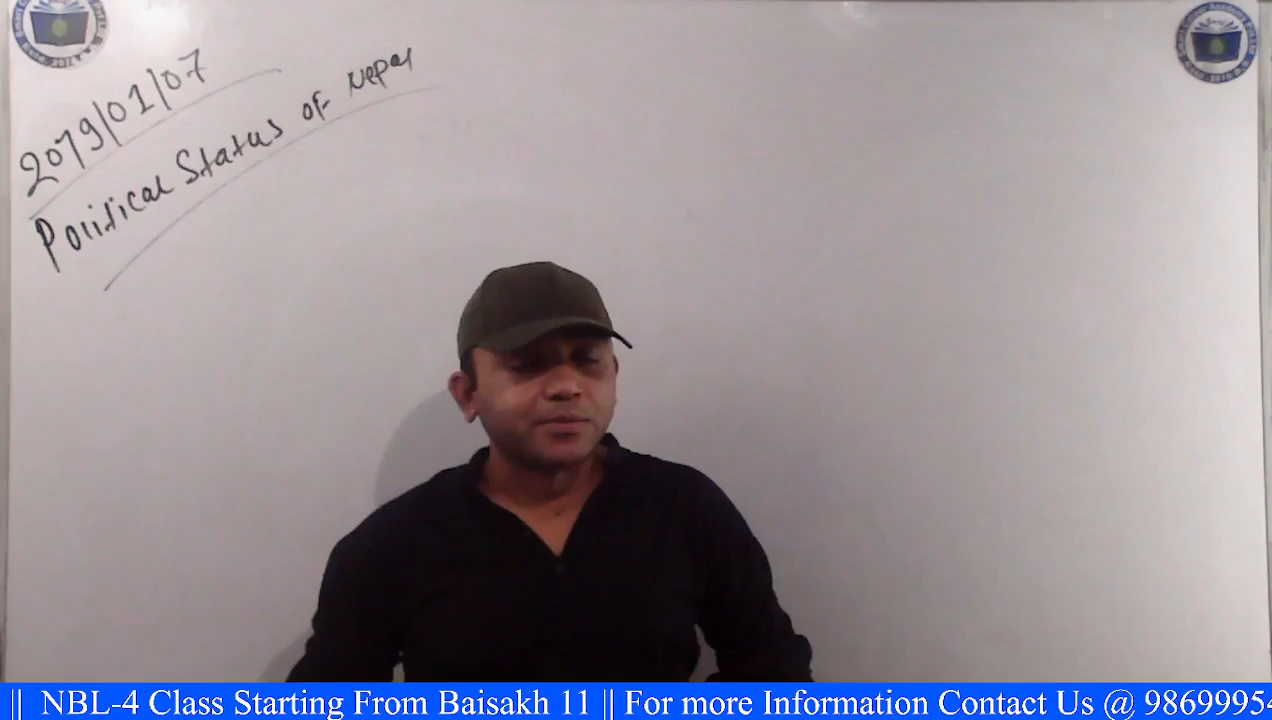 2079/01/07
Political Status of Nepal
|| NBL-4 Class Starting From Baisakh 11 || For more Information Contact Us @ 9869995